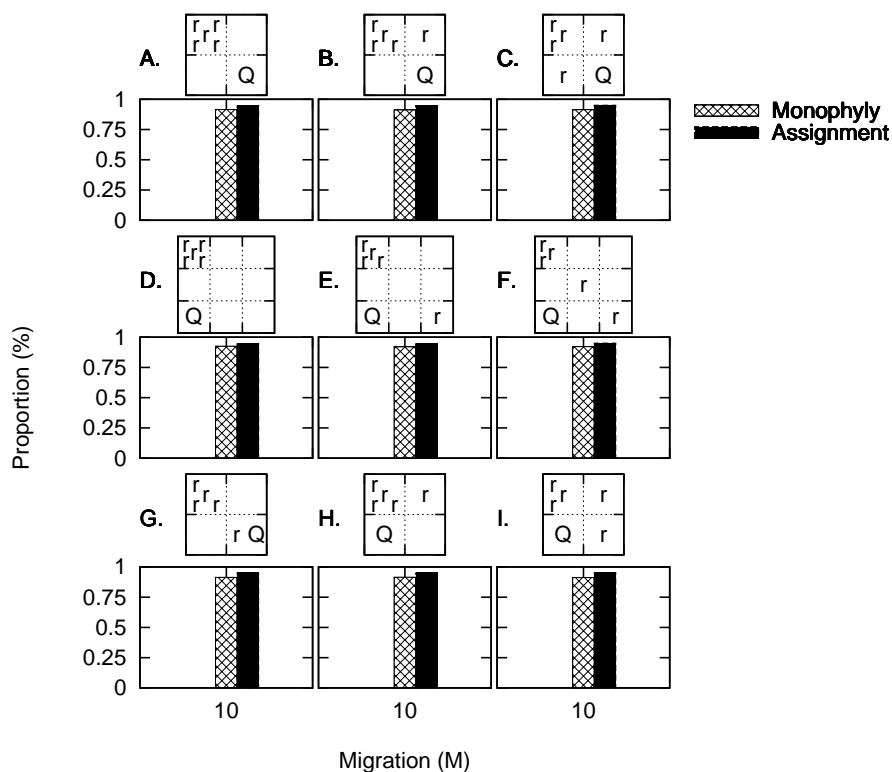 r r r r r
Q
A.
r r r r r
Q
B.
r r r r
r Q
C.
Monophyly
Assignment
1
0.75
0.5
0.25
0
r r r r r
Q
D.
r r r r
Q r
E.
r r r
r
Q r
F.
1
0.75
0.5
0.25
0
Proportion (%)
r r r r r
r Q
G.
r r r r r r
Q
H.
r r r r
Q r
I.
1
0.75
0.5
0.25
0
10 10 10
Migration (M)